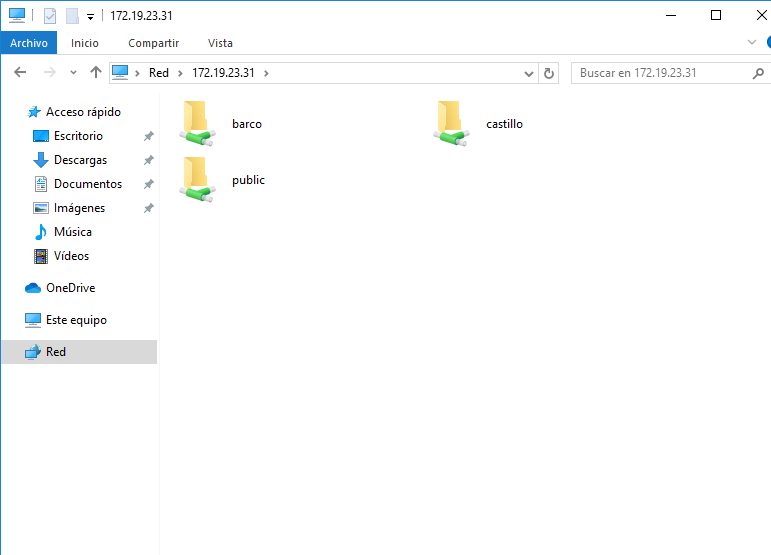 172.19.23.31
Archivo Inicio Compartir Vista
Red 172.19.23.31 Buscar en 172.19.23.31
Acceso rápido
Escritorio
Descargas
Documentos
Imágenes
Música
Vídeos
OneDrive
Este equipo
Red
barco castillo
public